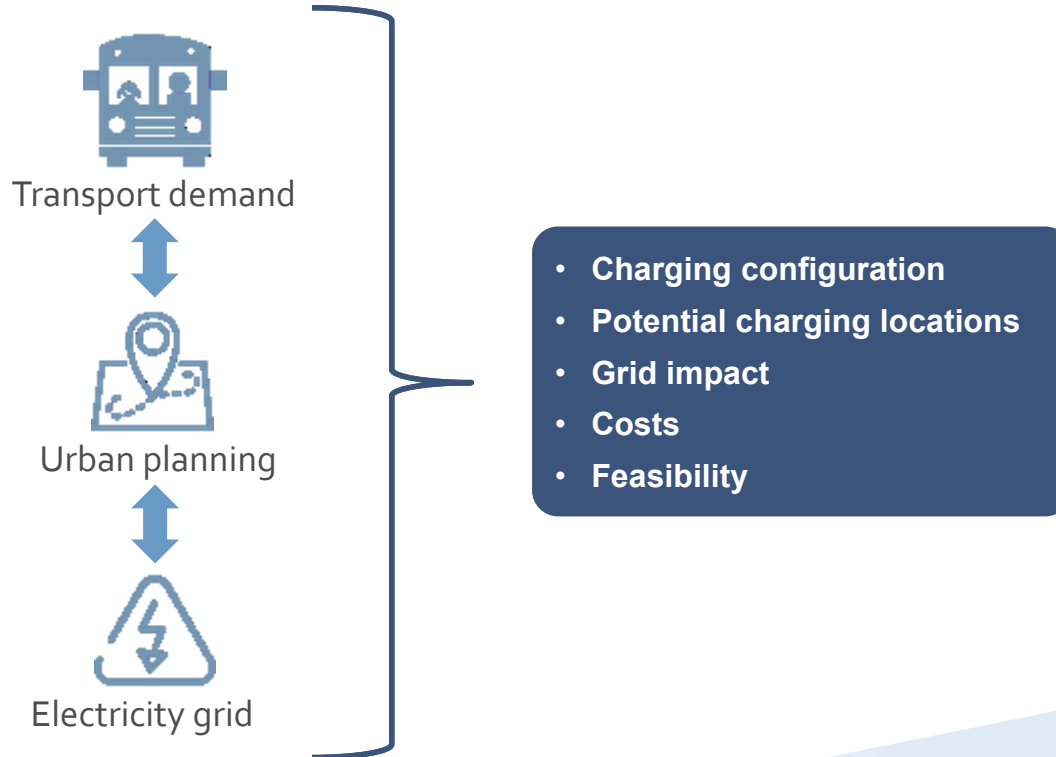 Transport demand
Urban planning
Electricity grid
• Charging configuration
• Potential charging locations
• Grid impact
• Costs
• Feasibility